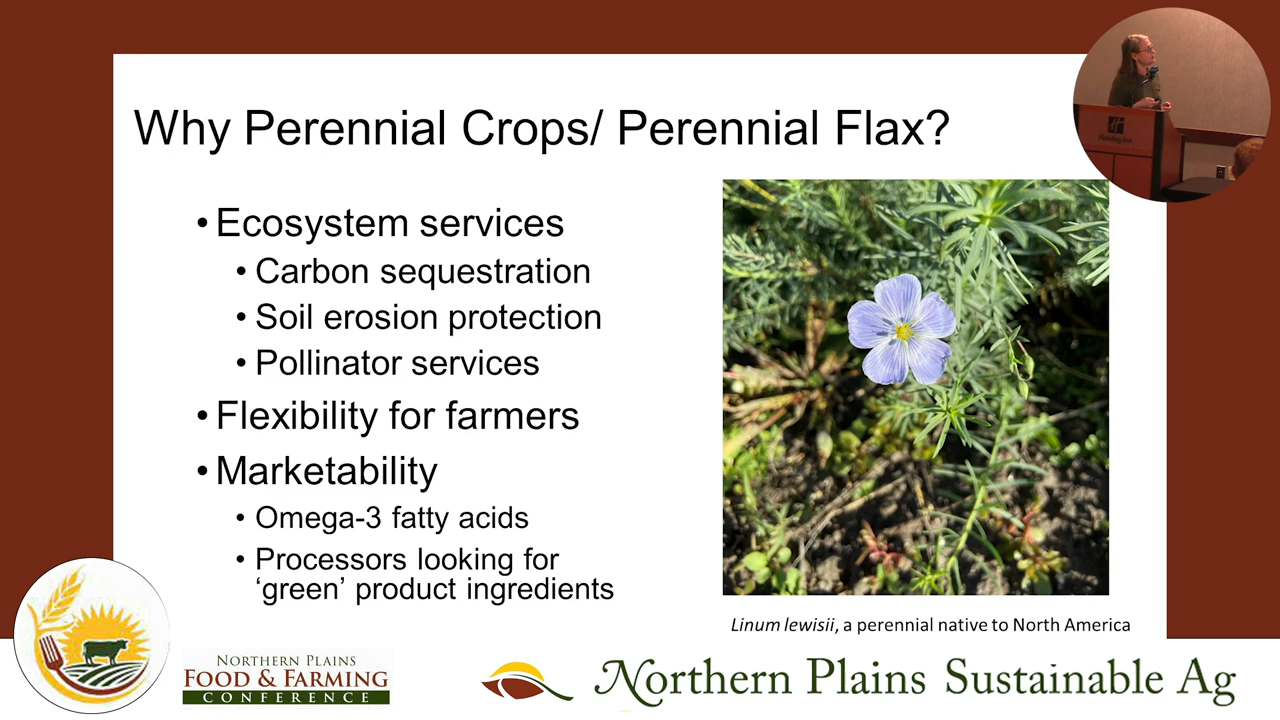 Why Perennial Crops/ Perennial Flax?
• Ecosystem services
• Carbon sequestration
• Soil erosion protection
• Pollinator services
• Flexibility for farmers
• Marketability
• Omega-3 fatty acids
• Processors looking for
‘green’ product ingredients
Linum lewisii, a perennial native to North America
Holiday Inn
NORTHERN PLAINS
FOOD & FARMING
CONFERENCE
Northern Plains Sustainable Ag